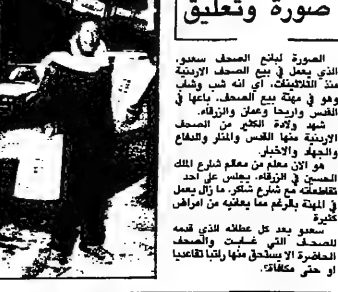 صورة وتعليق
الصورة لبائع الصحف سعدو،
الذي يعمل في بيع الصحف الاردنية
منذ الثلاثينات، اي انه شب وشاب
وهو في مهنة بيع الصحف، باعها في
القدس واريحا وعمان والزرقاء.
شهد ولادة الكثير من الصحف
الاردنية منها القدس والمنار والدفاع
والجهاد والاخبار.
هو الآن معلم من معالم شارع الملك
الحسين في الزرقاء، يجلس على احد
تقاطعاته مع شارع شاكر، ما زال يعمل
في المهنة بالرغم مما يعانيه من امراض
كثيرة
سعدو بعد كل عطائه الذي قدمه
للصحف التي غابت والصحف
الحاضرة الا يستحق منها راتبا تقاعديا
او حتى مكافأة؟.